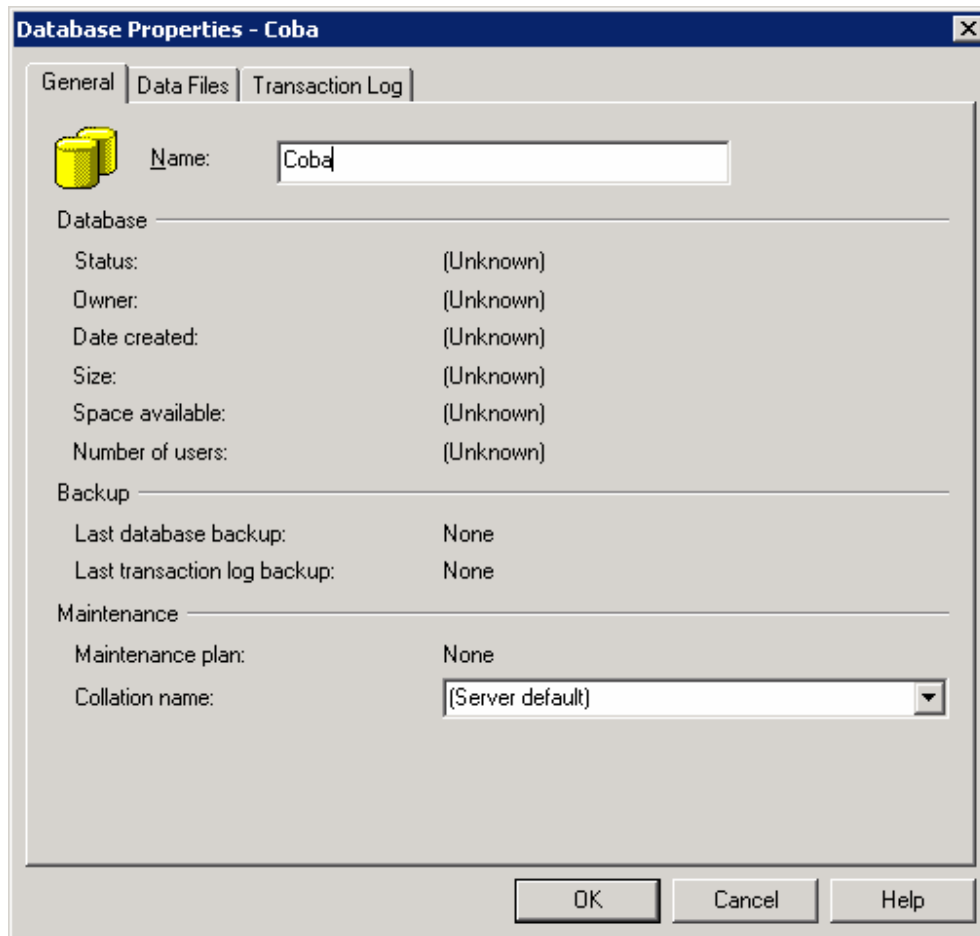 Database Properties - Coba
General Data Files Transaction Log
Name: Coba
Database
Status: (Unknown)
Owner: (Unknown)
Date created: (Unknown)
Size: (Unknown)
Space available: (Unknown)
Number of users: (Unknown)
Backup
Last database backup: None
Last transaction log backup: None
Maintenance
Maintenance plan: None
Collation name: (Server default)
OK Cancel Help